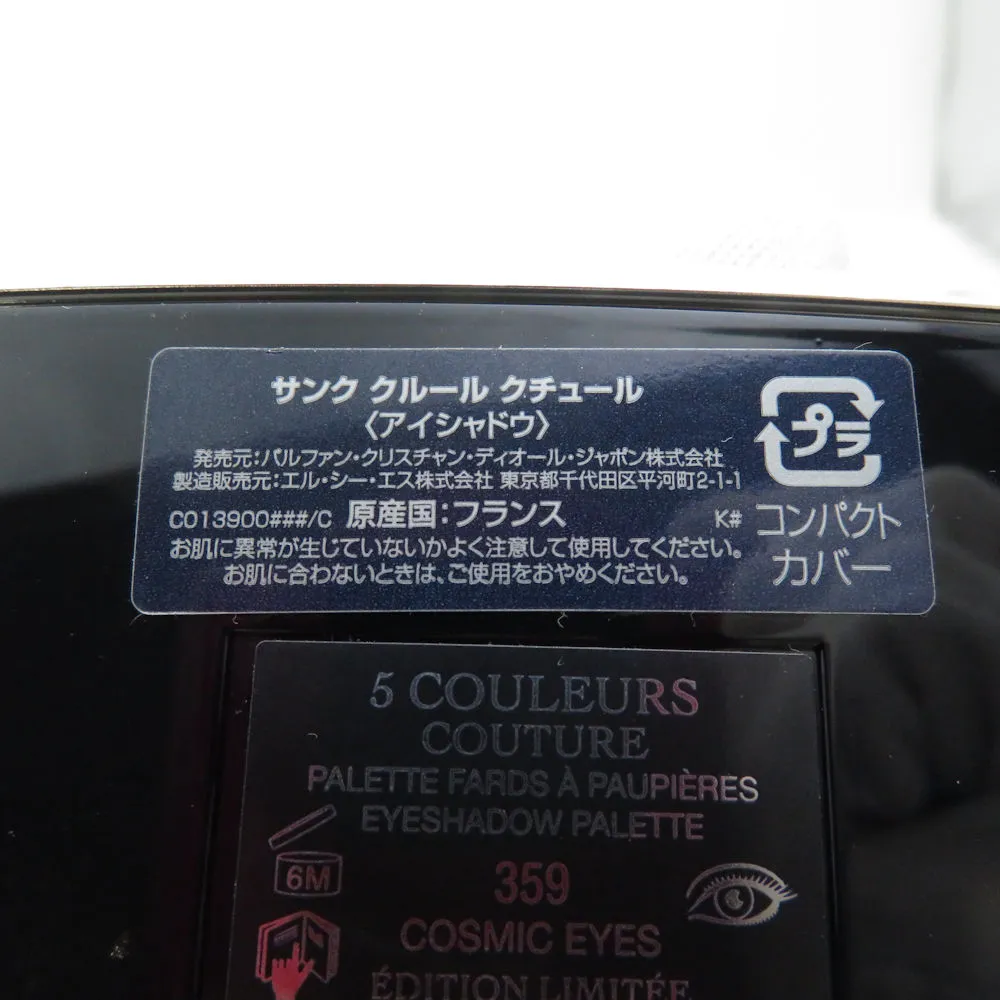 サンク クルール クチュール
〈アイシャドウ〉
発売元:パルファン・クリスチャン・ディオール・ジャポン株式会社
製造販売元:エル・シー・エス株式会社 東京都千代田区平河町2-1-1
C013900###/C 原産国:フランス K#
お肌に異常が生じていないかよく注意して使用してください。
お肌に合わないときは、ご使用をおやめください。
プラ
コンパクト
カバー
5 COULEURS
COUTURE
PALETTE FARDS À PAUPIÈRES
EYESHADOW PALETTE
6M
359
COSMIC EYES
ÉDITION LIMITÉE